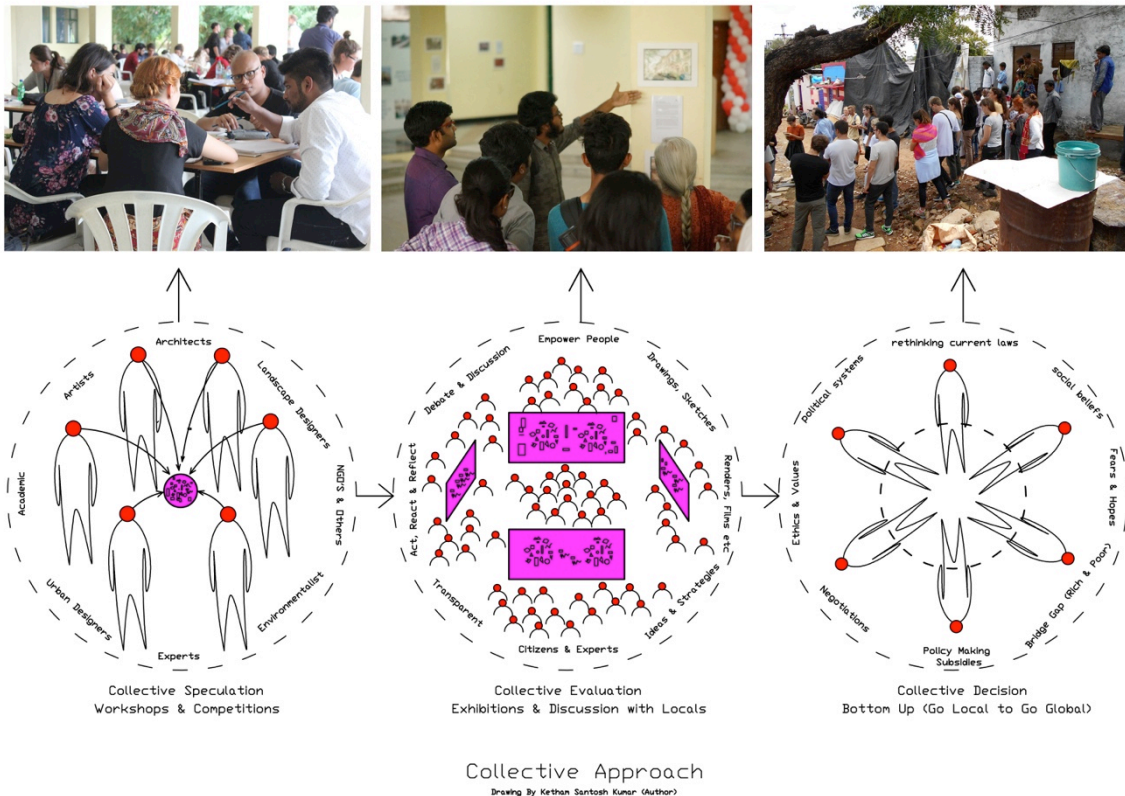 Architects
Artists
Landscape Designers
Academic
NGO'S & Others
Urban Designers
Environmentalist
Experts
Collective Speculation
Workshops & Competitions
Empower People
Debate & Discussion
Drawings, Sketches
Act, React & Reflect
Renders, Films etc
Transparent
Ideas & Strategies
Citizens & Experts
Collective Evaluation
Exhibitions & Discussion with Locals
rethinking current laws
political systems
social beliefs
Ethics & Values
Fears & Hopes
Negotiations
Bridge Gap (Rich & Poor)
Policy Making
Subsidies
Collective Decision
Bottom Up (Go Local to Go Global)
Collective Approach
Drawing By Ketham Santosh Kumar (Author)